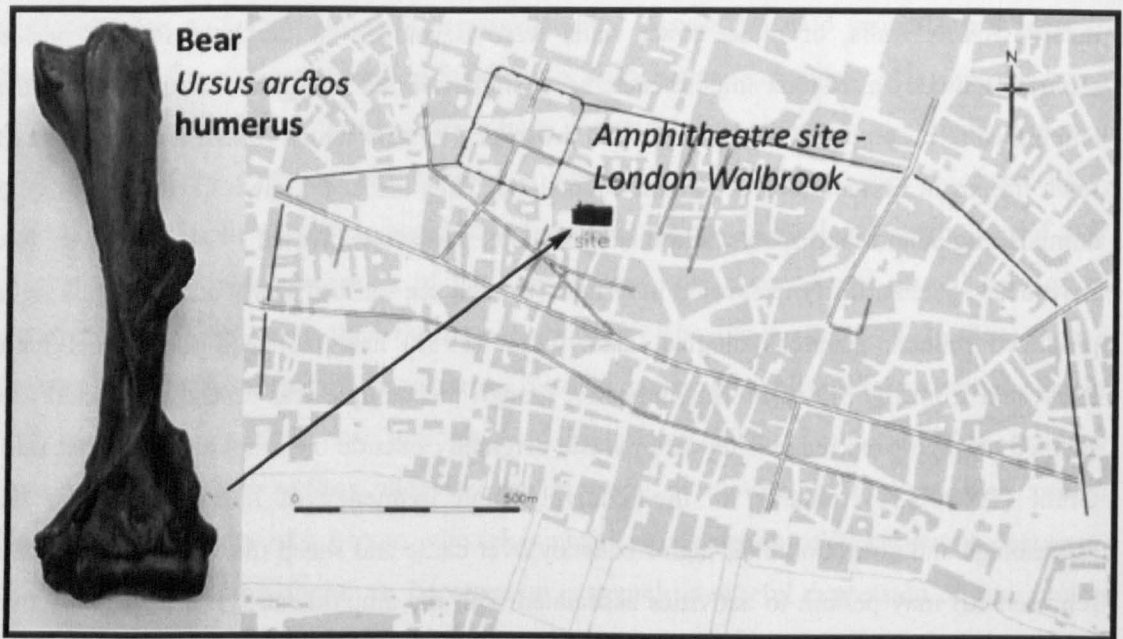 Bear
Ursus arctos
humerus
N
Amphitheatre site -
London Walbrook
site
0
500m